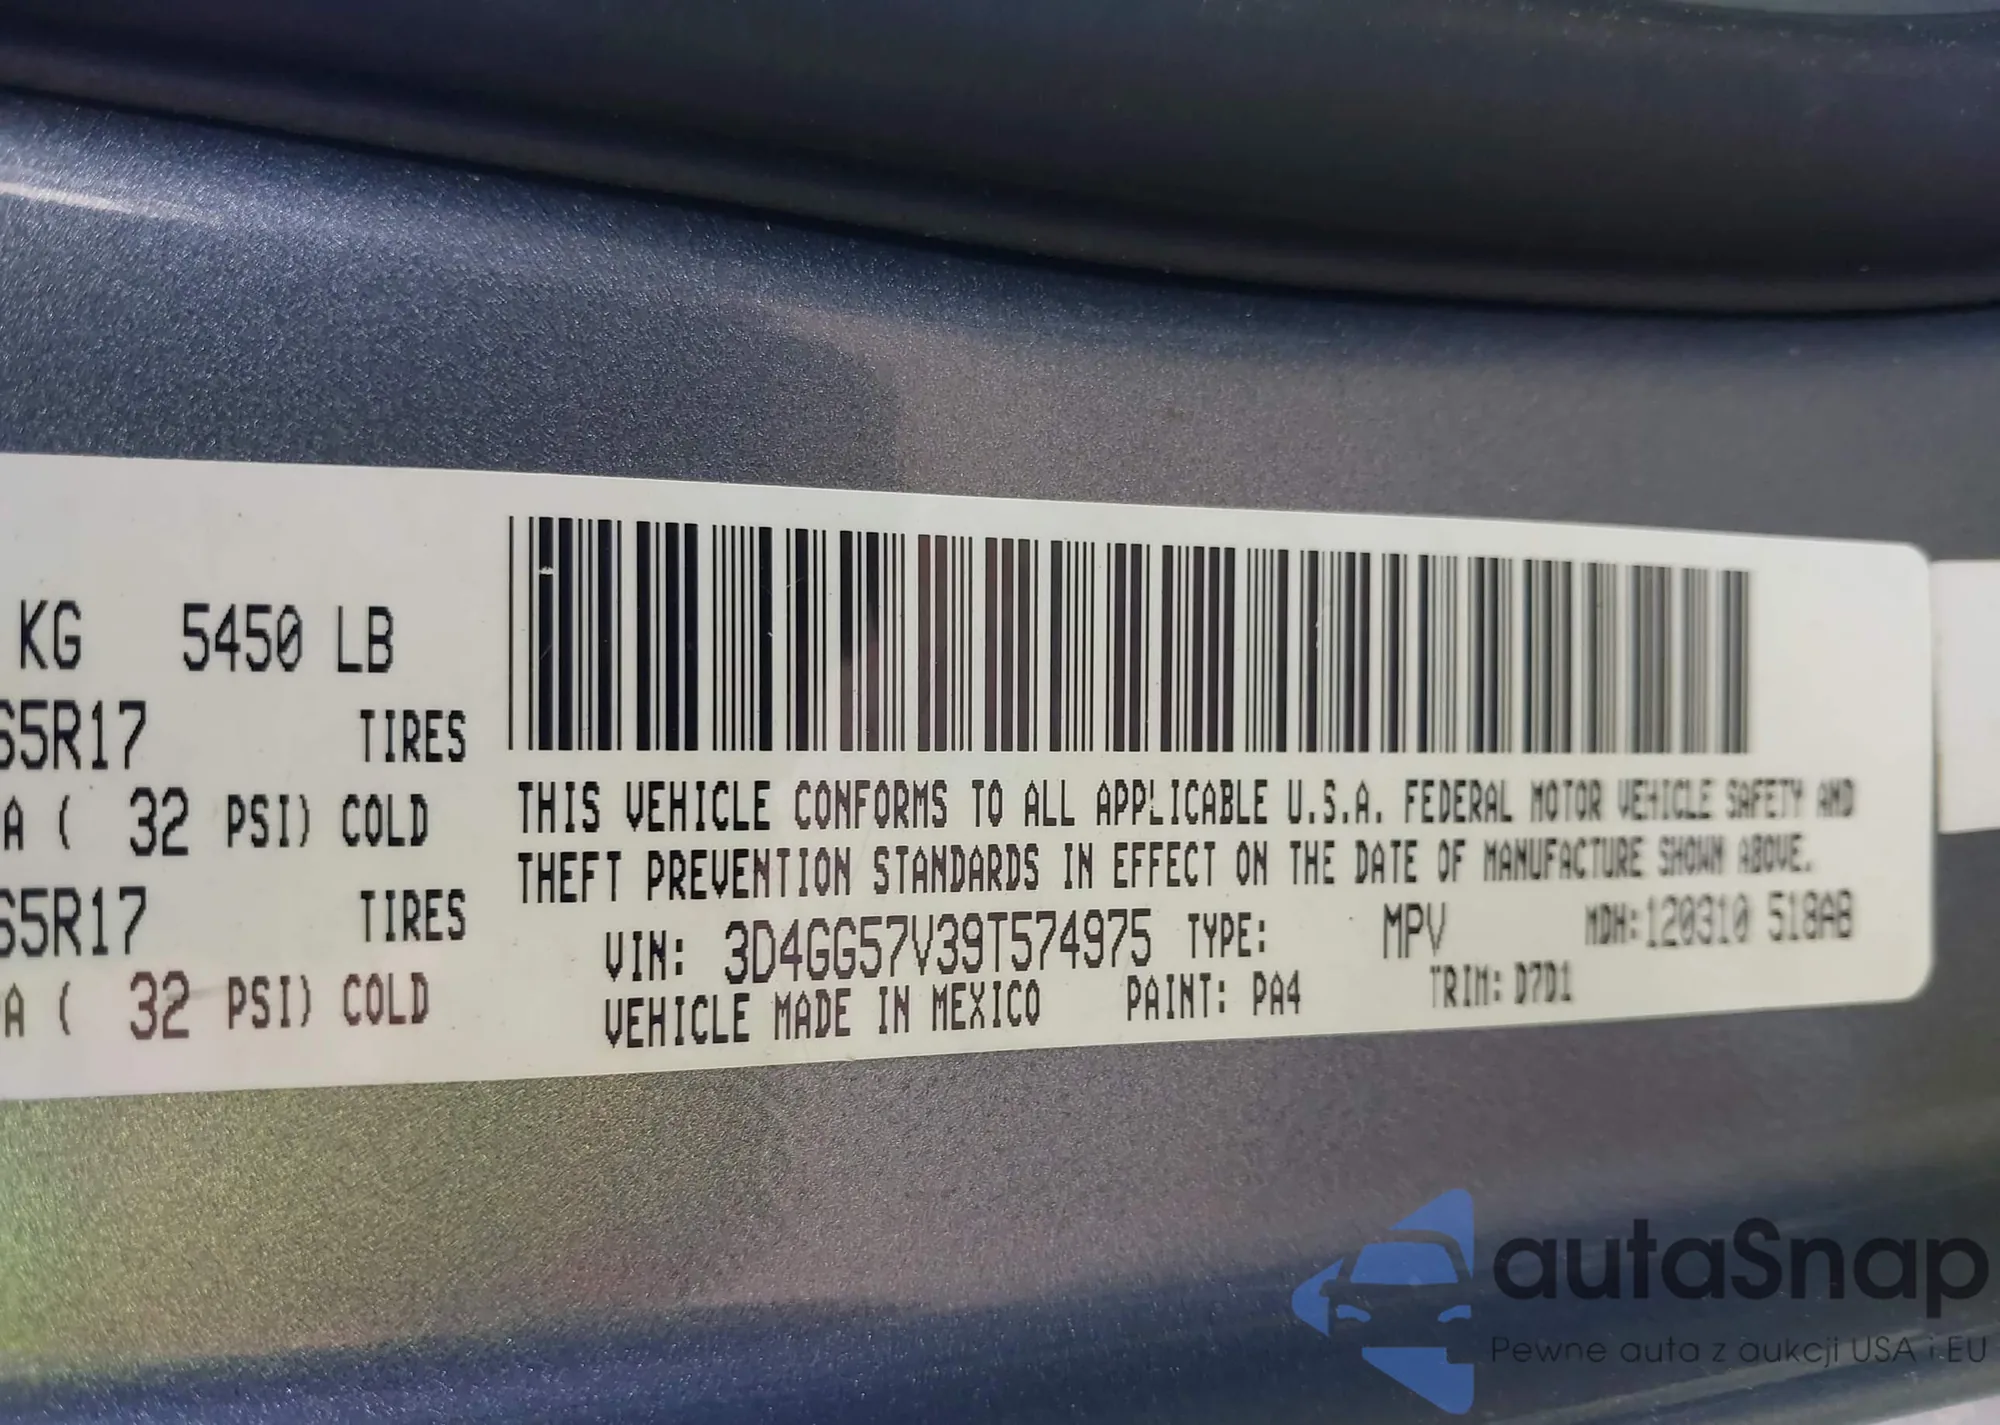 KG 5450 LB
65R17 TIRES
A ( 32 PSI) COLD
65R17 TIRES
PA ( 32 PSI) COLD
THIS VEHICLE CONFORMS TO ALL APPLICABLE U.S.A. FEDERAL MOTOR VEHICLE SAFETY AND
THEFT PREVENTION STANDARDS IN EFFECT ON THE DATE OF MANUFACTURE SHOWN ABOVE.
VIN: 3D4GG57V39T574975 TYPE: MPV MDH:120310 518AB
VEHICLE MADE IN MEXICO PAINT: PA4 TRIM: D7D1
autaSnap
Pewne auta z aukcji USA i EU